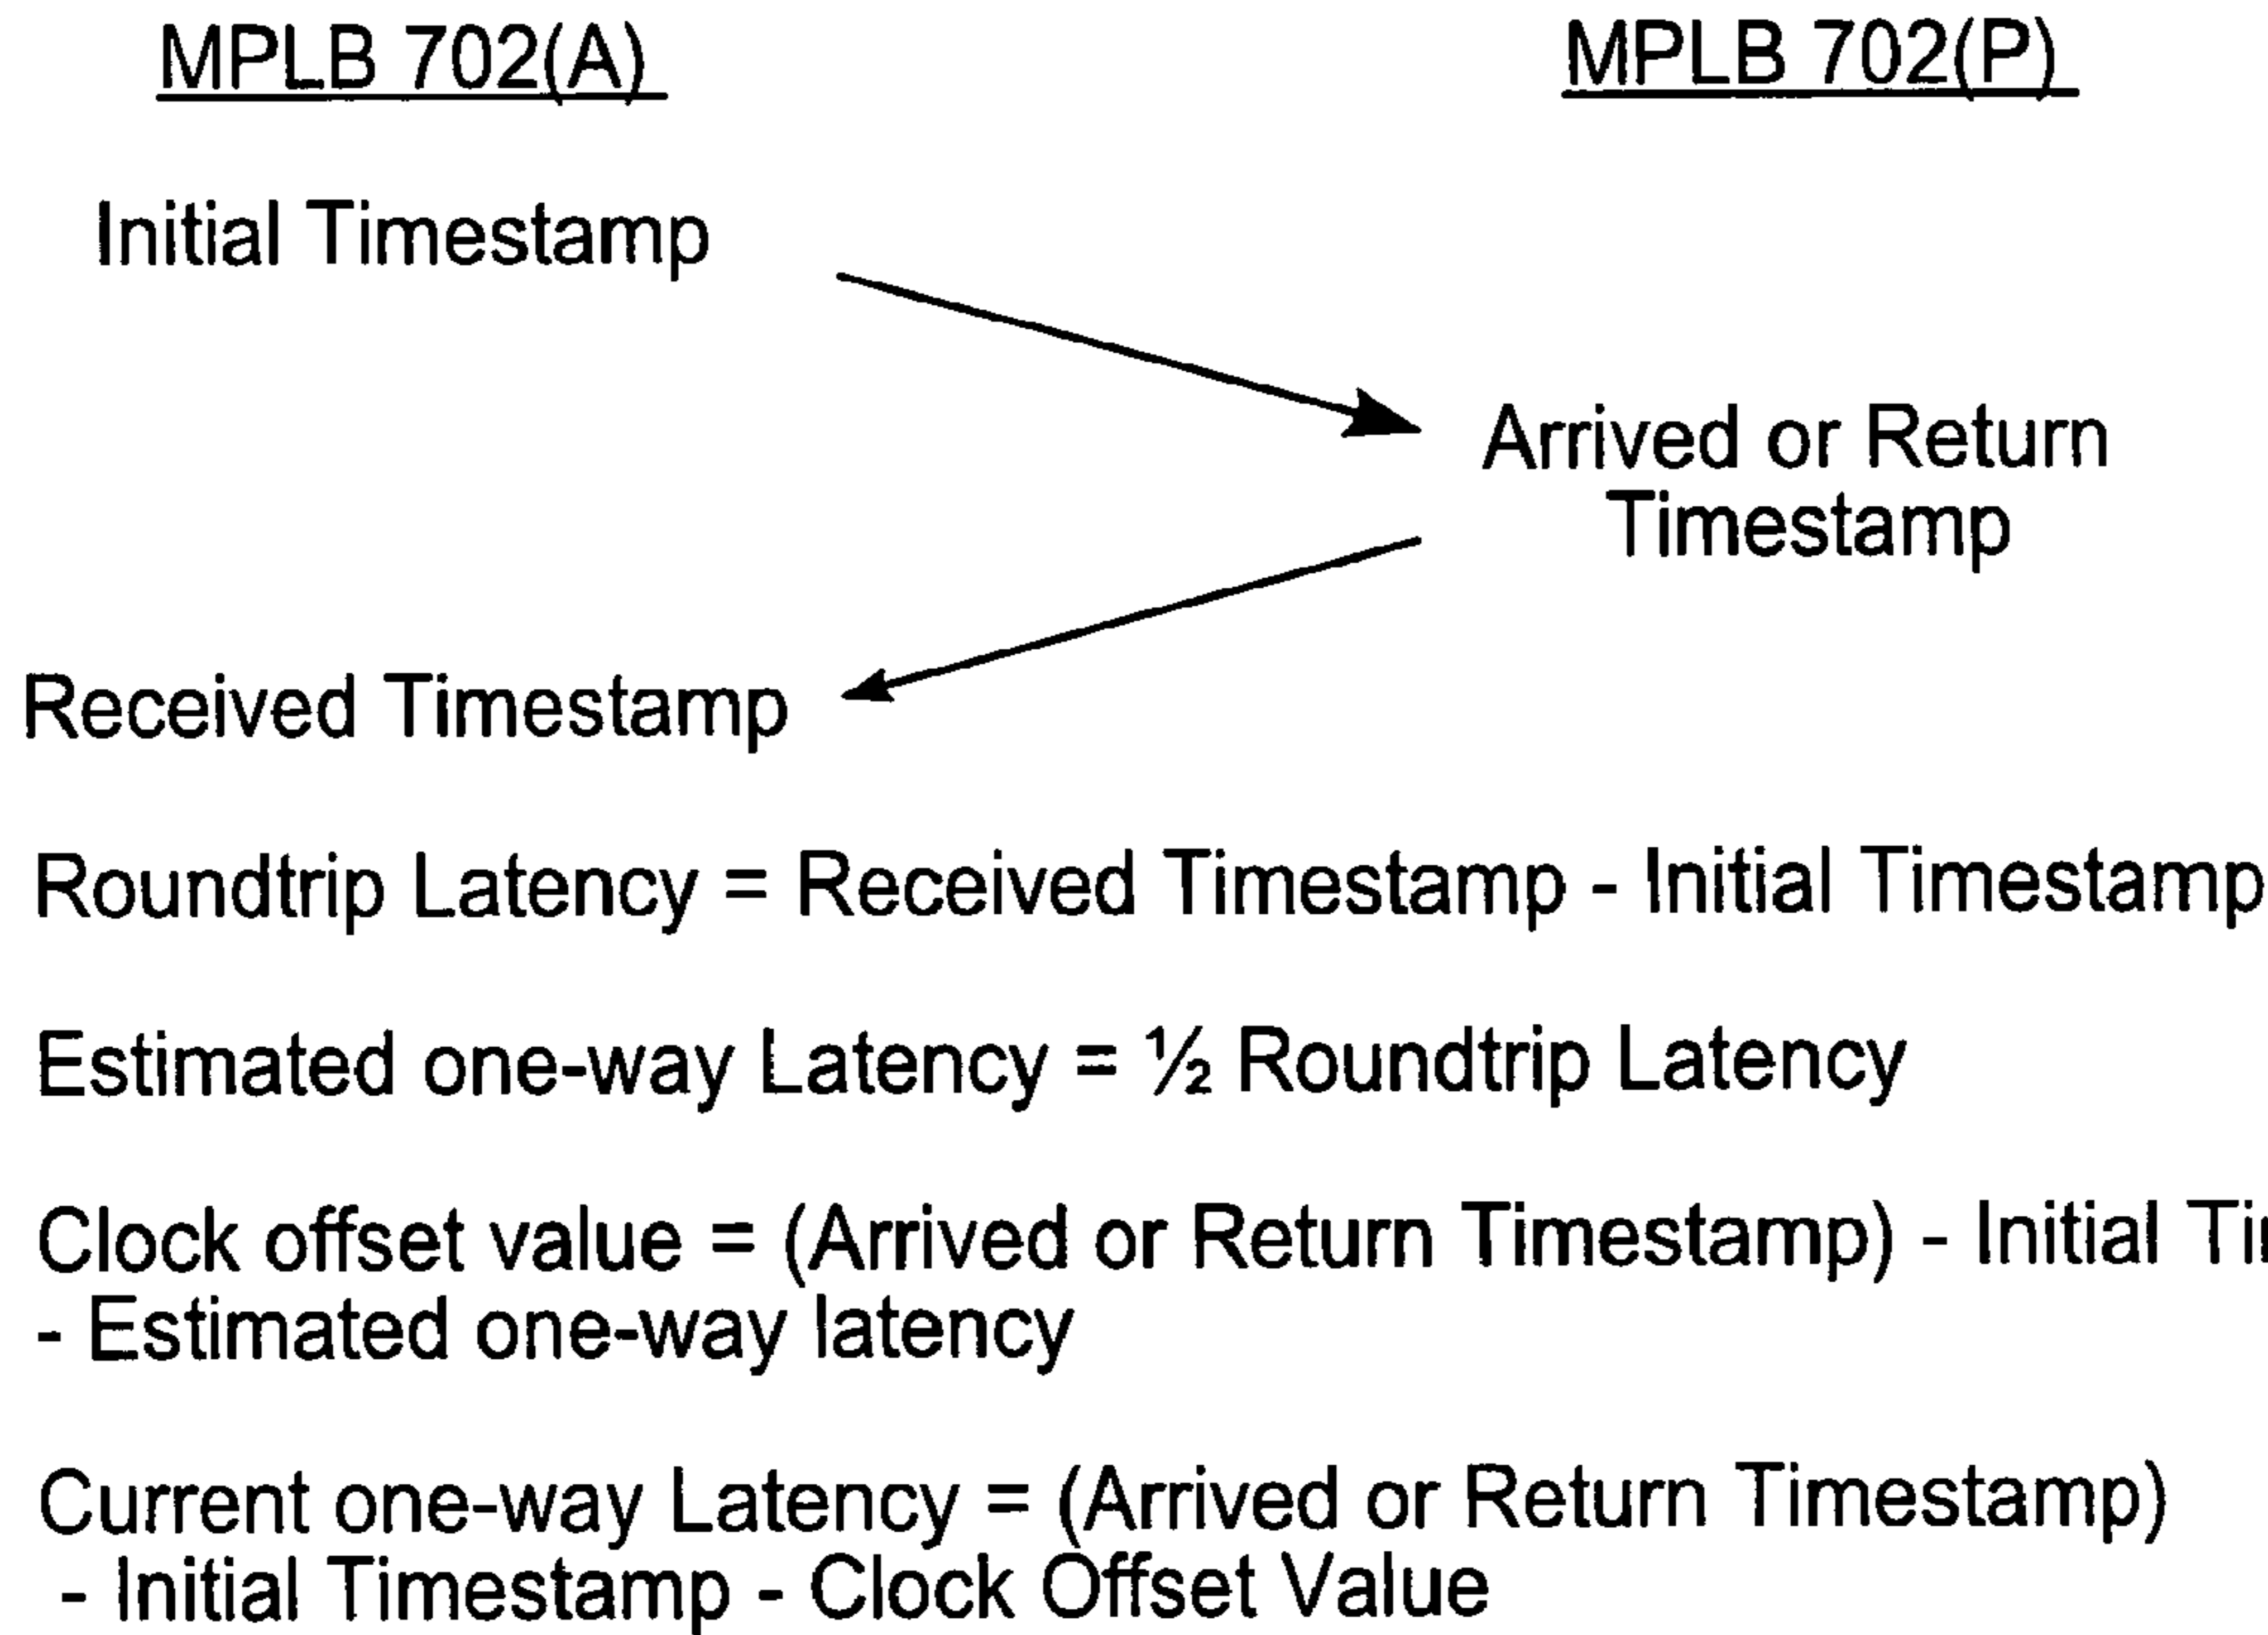 MPLB 702(A)
MPLB 702(P)
Initial Timestamp
Arrived or Return
Timestamp
Received Timestamp
Roundtrip Latency = Received Timestamp - Initial Timestamp
Estimated one-way Latency = ½ Roundtrip Latency
Clock offset value = (Arrived or Return Timestamp) - Initial
- Estimated one-way latency
Current one-way Latency = (Arrived or Return Timestamp)
- Initial Timestamp - Clock Offset Value